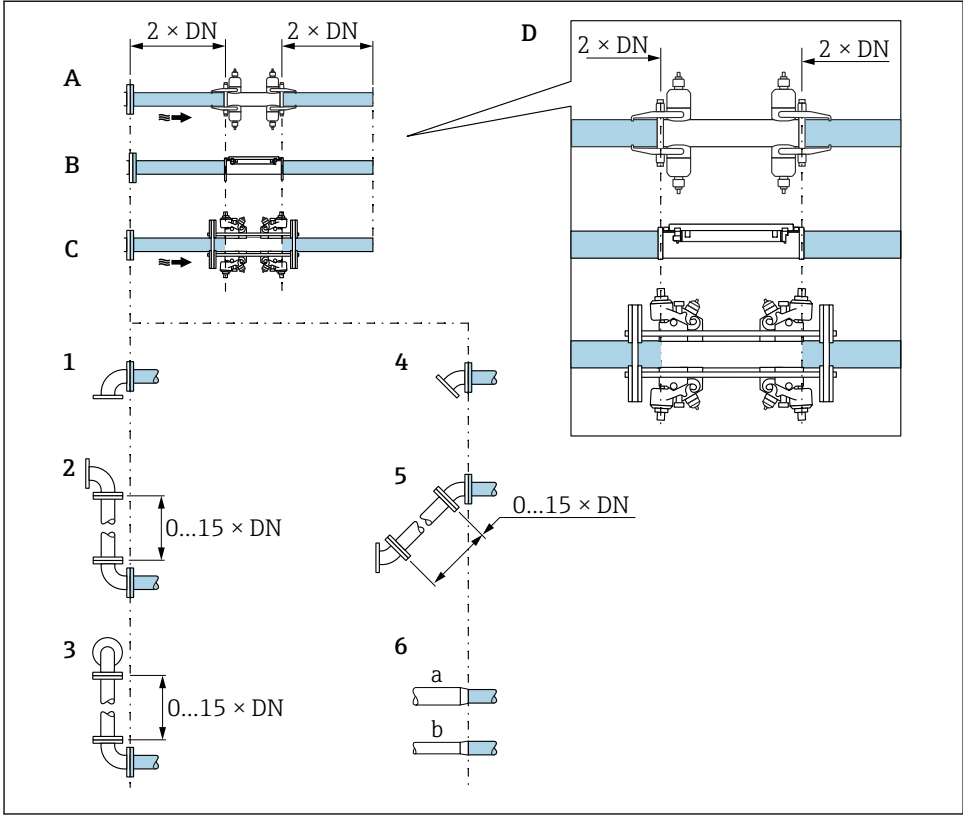 2 × DN
2 × DN
A
B
C
D
2 × DN
2 × DN
1
4
2
0...15 × DN
5
0...15 × DN
3
0...15 × DN
6
a
b